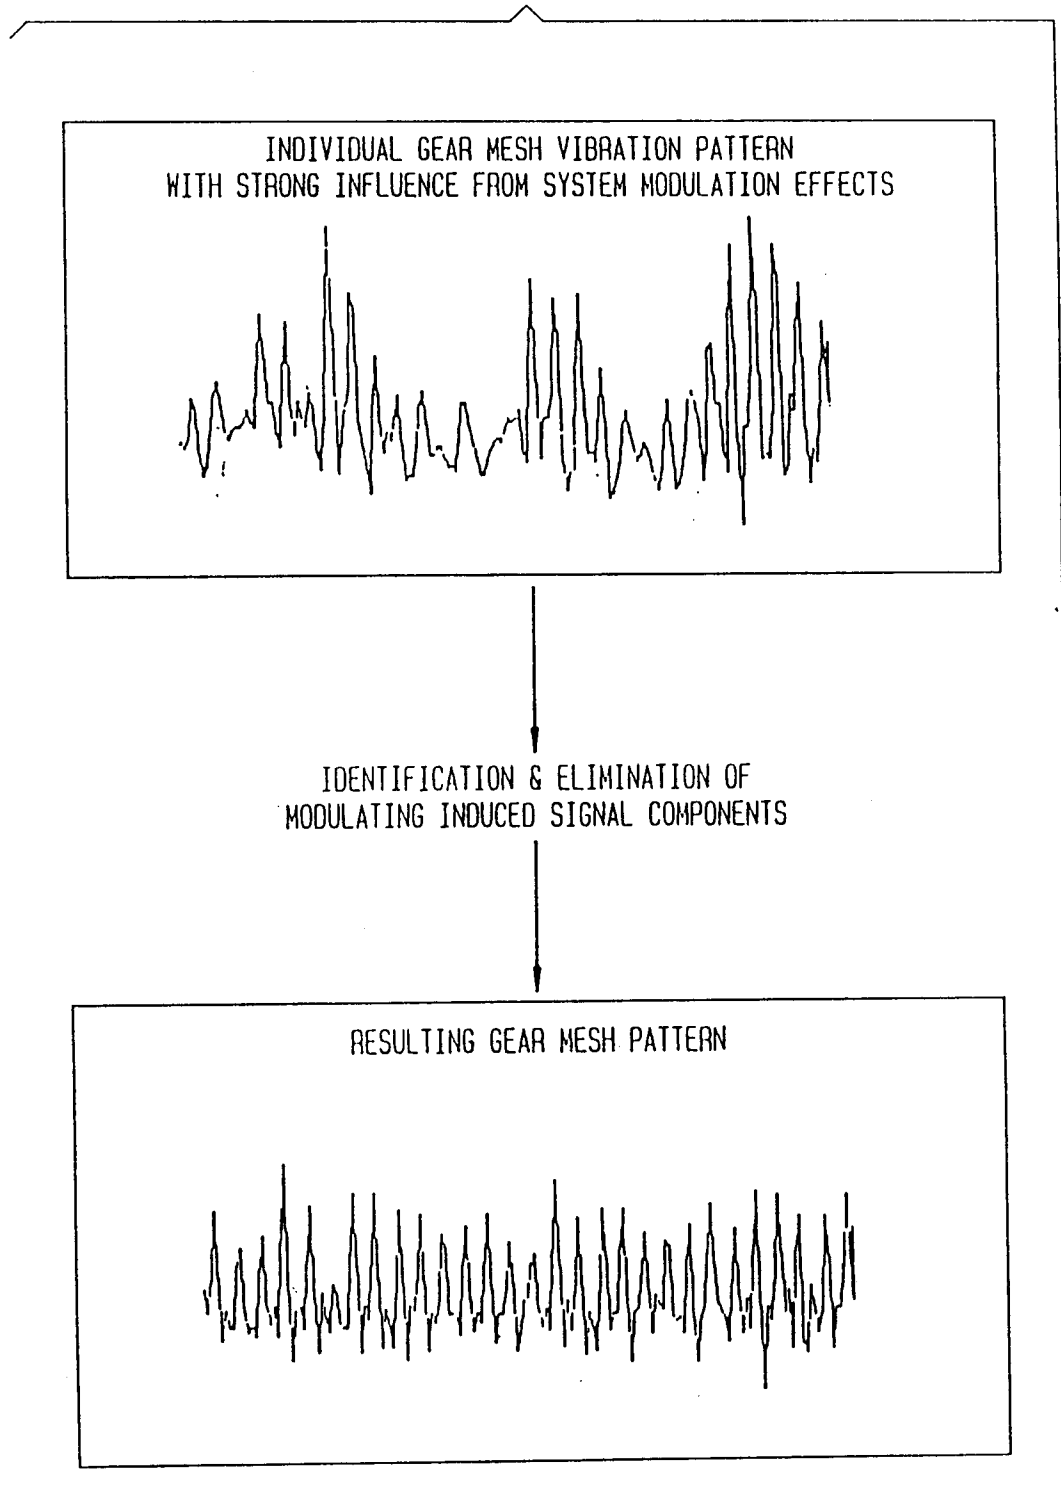 INDIVIDUAL GEAR MESH VIBRATION PATTERN
WITH STRONG INFLUENCE FROM SYSTEM MODULATION EFFECTS
IDENTIFICATION & ELIMINATION OF
MODULATING INDUCED SIGNAL COMPONENTS
RESULTING GEAR MESH PATTERN